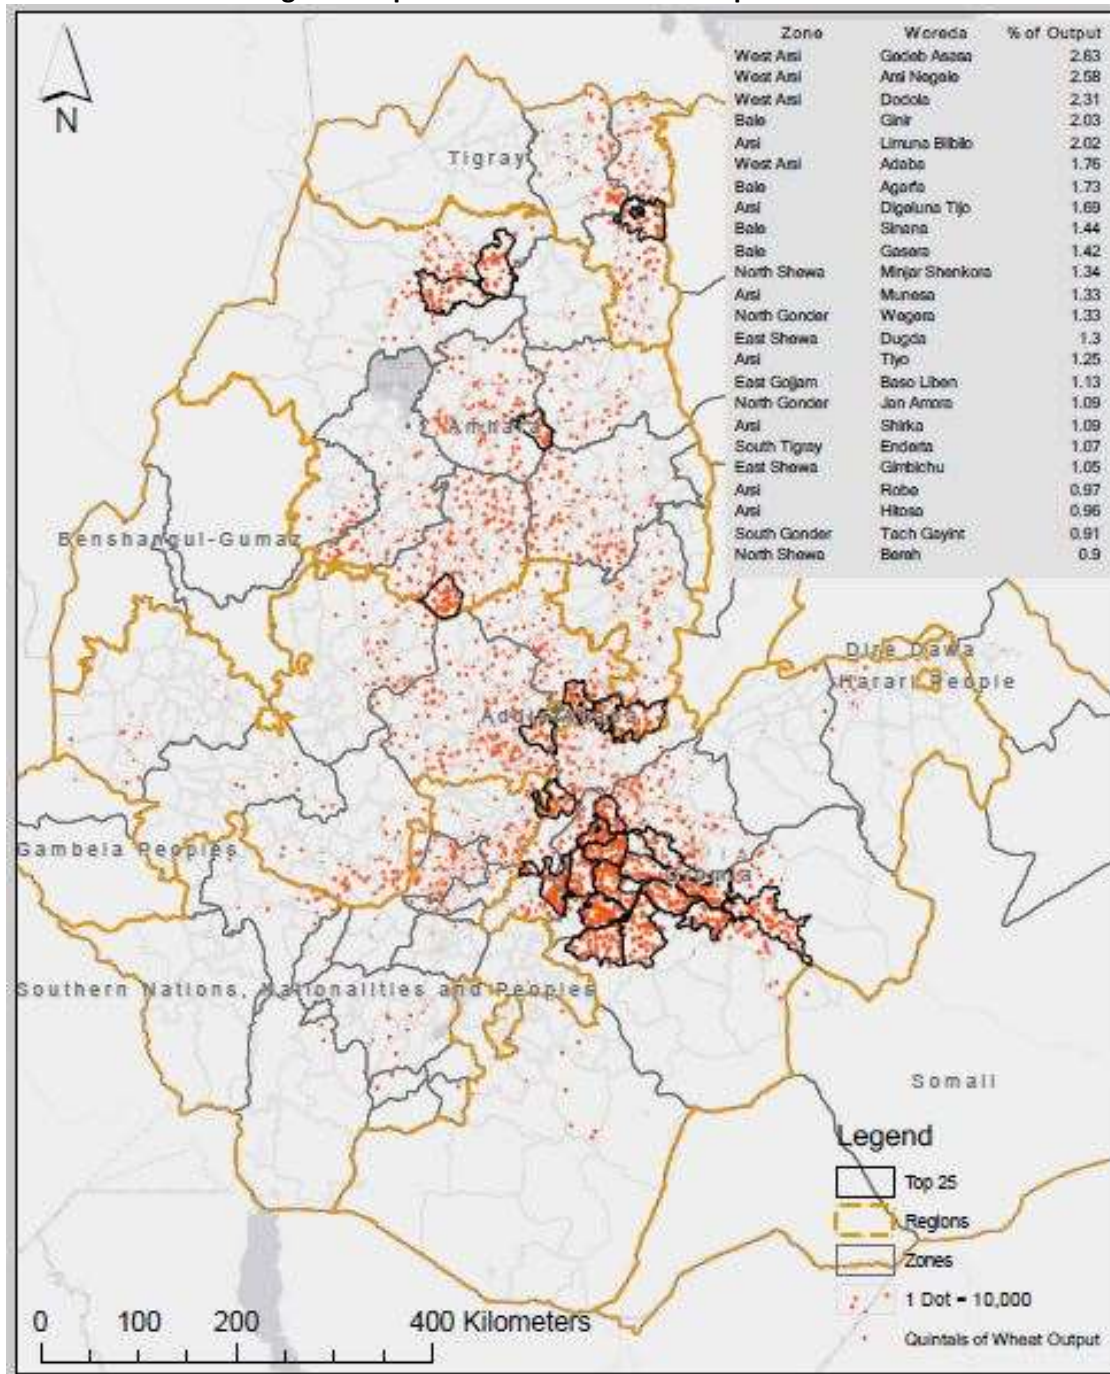 Zone Woreda % of Output
West Arsi Gedeb Asasa 2.63
West Arsi Arsi Negele 2.58
West Arsi Dodola 2.31
Bale Ginir 2.03
Arsi Limuna Bilbilo 2.02
West Arsi Adaba 1.76
Bale Agarfa 1.73
Arsi Digeluna Tijo 1.69
Bale Sinana 1.44
Bale Gasera 1.42
North Shewa Minjar Shenkora 1.34
Arsi Munesa 1.33
North Gonder Wegera 1.33
East Shewa Dugda 1.3
Arsi Tiyo 1.25
East Gojjam Baso Liben 1.13
North Gonder Jan Amora 1.09
Arsi Shirka 1.09
South Tigray Enderta 1.07
East Shewa Gimbichu 1.05
Arsi Robe 0.97
Arsi Hitosa 0.96
South Gonder Tach Gayint 0.91
North Shewa Bereh 0.9
N
Tigray
Amhara
Benshangul-Gumaz
Dire Dawa
Harari People
Addis Ababa
Gambela Peoples
Oromia
Southern Nations, Nationalities and Peoples
Somali
Legend
Top 25
Regions
Zones
1 Dot = 10,000
Quintals of Wheat Output
0 100 200 400 Kilometers